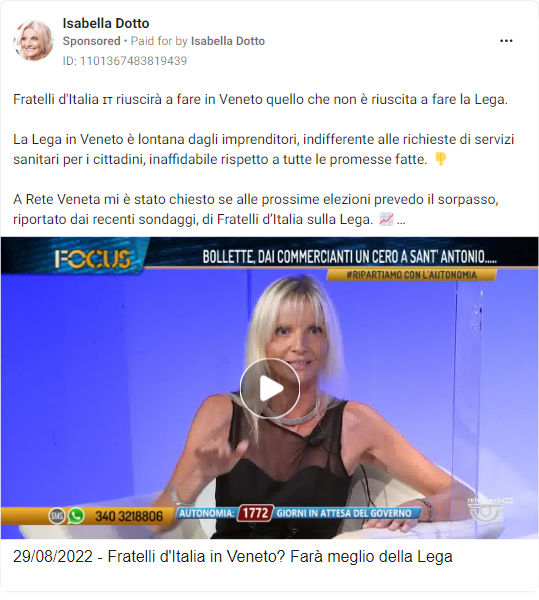 Isabella Dotto
Sponsored • Paid for by Isabella Dotto
ID: 1101367483819439
Fratelli d'Italia IT riuscirà a fare in Veneto quello che non è riuscita a fare la Lega.
La Lega in Veneto è lontana dagli imprenditori, indifferente alle richieste di servizi
sanitari per i cittadini, inaffidabile rispetto a tutte le promesse fatte. 👎
A Rete Veneta mi è stato chiesto se alle prossime elezioni prevedo il sorpasso,
riportato dai recenti sondaggi, di Fratelli d’Italia sulla Lega. 📈 ...
FOCUS
BOLLETTE, DAI COMMERCIANTI UN CERO A SANT' ANTONIO.....
#RIPARTIAMO CON L'AUTONOMIA
SMS 340 3218806
AUTONOMIA: 1772 GIORNI IN ATTESA DEL GOVERNO
29/08/2022 - Fratelli d'Italia in Veneto? Farà meglio della Lega